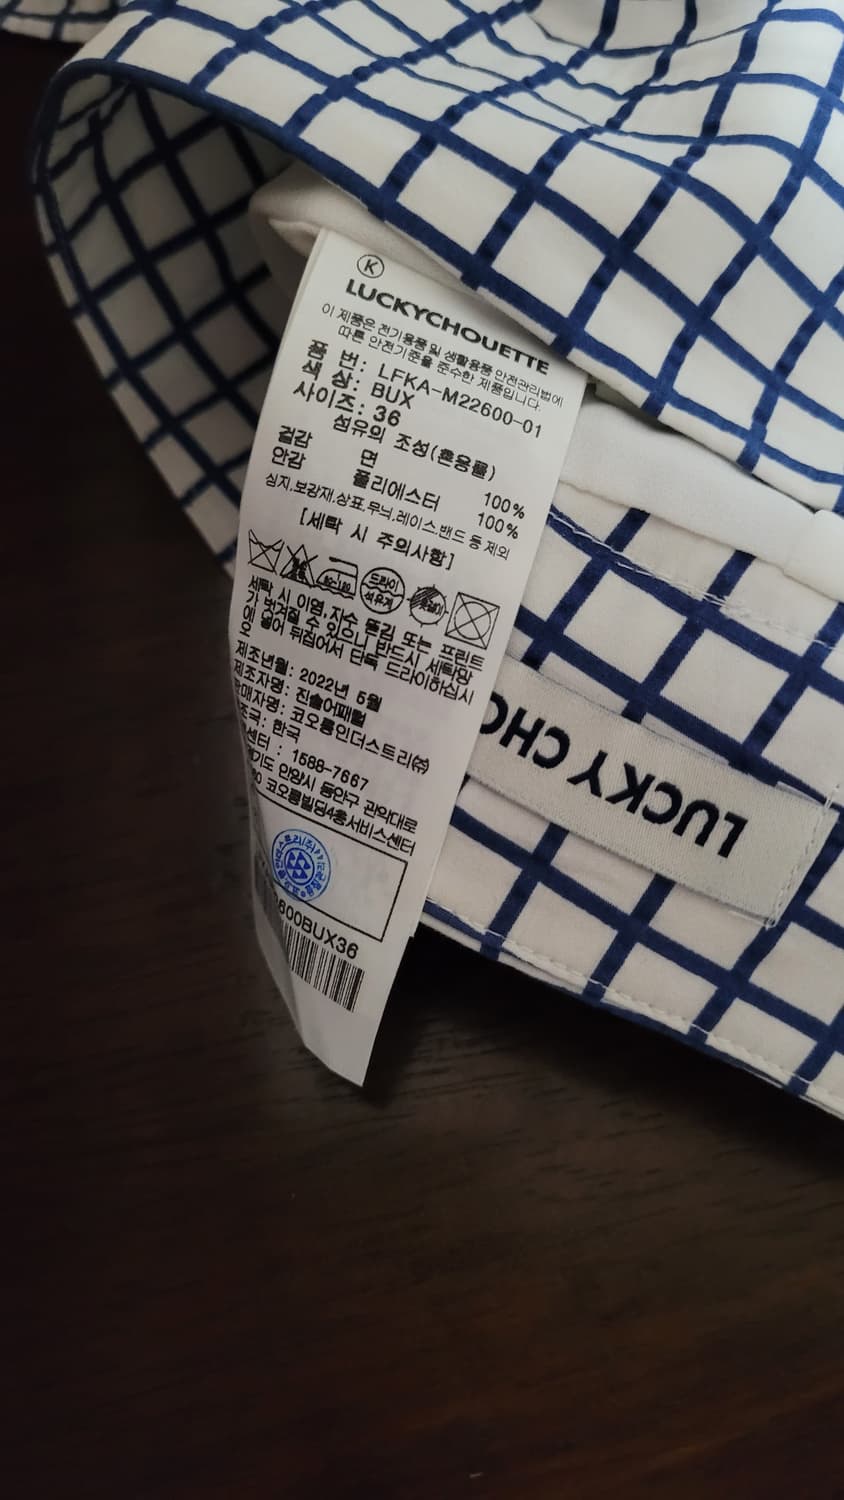 K
LUCKYCHOUETTE
이 제품은 전기용품 및 생활용품 안전관리법에
따른 안전기준을 준수한 제품입니다.
품 번: LFKA-M22600-01
색 상: BUX
사이즈: 36
섬유의 조성(혼용률)
겉감 면 100%
안감 폴리에스터 100%
심지.보강재.상표.무늬.레이스.밴드 등 제외
[세탁 시 주의사항]
80~120
드라이
석유계
세탁 시 이염,자수 뜯김 또는 프린트
가 벗겨질 수 있으니 반드시 세탁망
에 넣어 뒤집어서 단독 드라이하십시
오
제조년월: 2022년 5월
제조자명: 진솔어패럴
판매자명: 코오롱인더스트리㈜
조국: 한국
센터 : 1588-7667
경기도 안양시 동안구 관악대로
코오롱빌딩4층서비스센터
600BUX36
LUCKY CHO